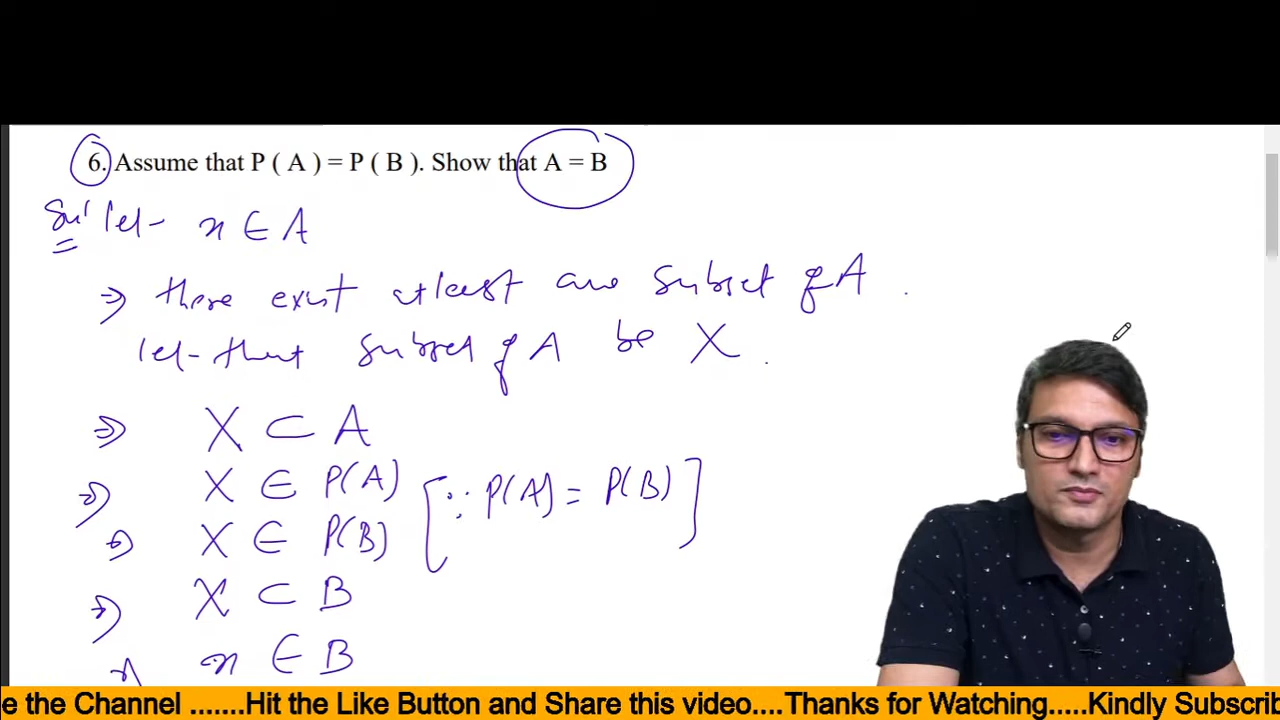 6. Assume that P ( A ) = P ( B ). Show that A = B
Sol' let x ∈ A
⇒ there exist atleast one subset of A.
let that subset of A be X.
⇒ X ⊂ A
⇒ X ∈ P(A) [∵ P(A) = P(B)]
⇒ X ∈ P(B)
⇒ X ⊂ B
⇒ x ∈ B
e the Channel .......Hit the Like Button and Share this video....Thanks for Watching.....Kindly Subscrib